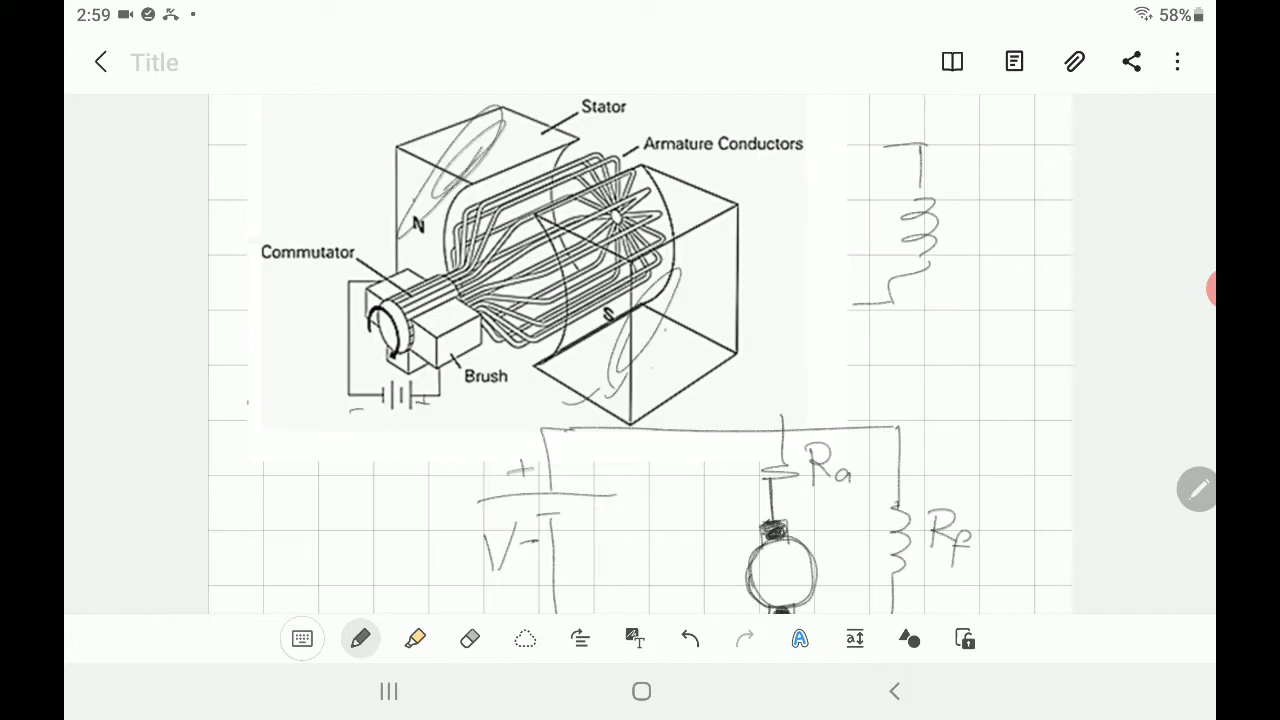 2:59
58%
Title
Stator
Armature Conductors
N
Commutator
S
Brush
- +
+
V -
Ra
Rf
A